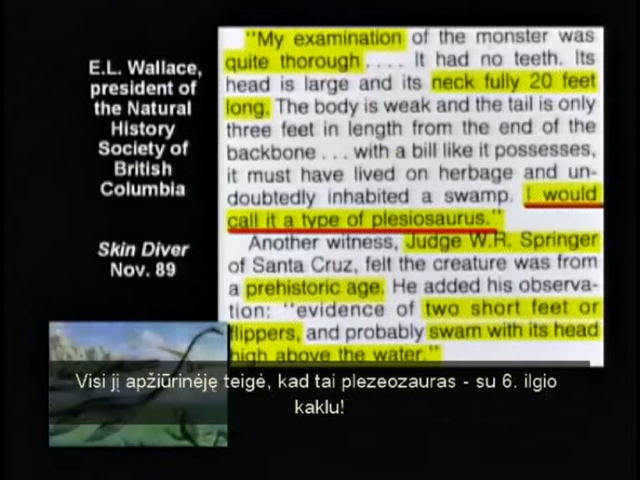 E.L. Wallace,
president of
the Natural
History
Society of
British
Columbia
Skin Diver
Nov. 89
"My examination of the monster was
quite thorough .... It had no teeth. Its
head is large and its neck fully 20 feet
long. The body is weak and the tail is only
three feet in length from the end of the
backbone ... with a bill like it possesses,
it must have lived on herbage and un-
doubtedly inhabited a swamp. I would
call it a type of plesiosaurus."
Another witness, Judge W.R. Springer
of Santa Cruz, felt the creature was from
a prehistoric age. He added his observa-
tion: "evidence of two short feet or
flippers, and probably swam with its head
high above the water."
Visi jį apžiūrinėję teigė, kad tai plezeozauras - su 6. ilgio
kaklu!